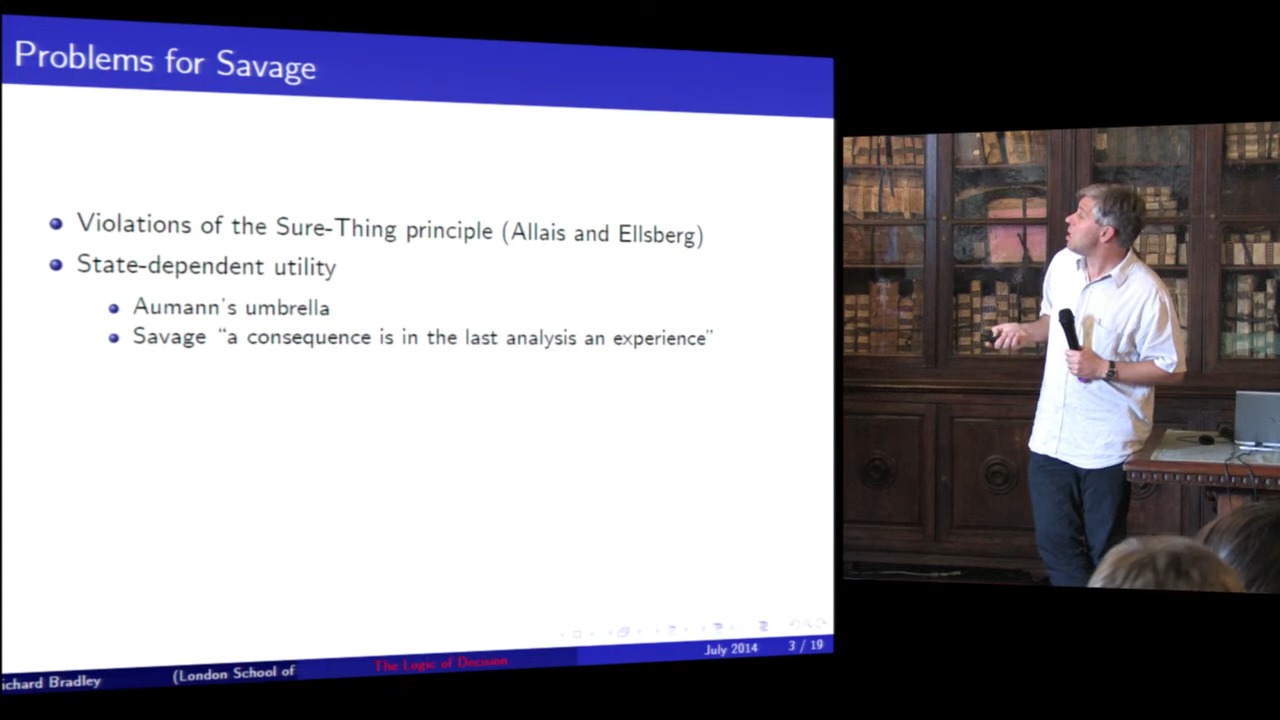 Problems for Savage
Violations of the Sure-Thing principle (Allais and Ellsberg)
State-dependent utility
Aumann's umbrella
Savage "a consequence is in the last analysis an experience"
ichard Bradley (London School of The Logic of Decision July 2014 3 / 19